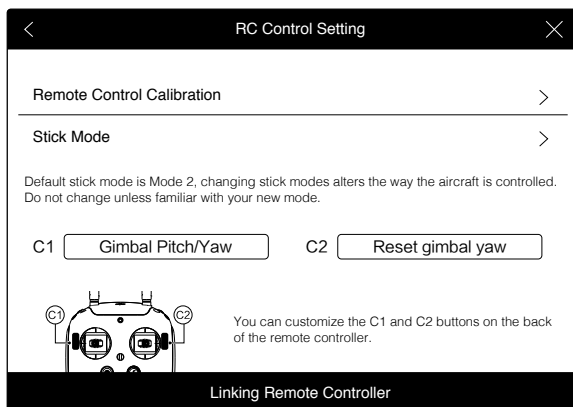 RC Control Setting
Remote Control Calibration
Stick Mode
Default stick mode is Mode 2, changing stick modes alters the way the aircraft is controlled.
Do not change unless familiar with your new mode.
C1 Gimbal Pitch/Yaw C2 Reset gimbal yaw
C1 C2
You can customize the C1 and C2 buttons on the back
of the remote controller.
Linking Remote Controller